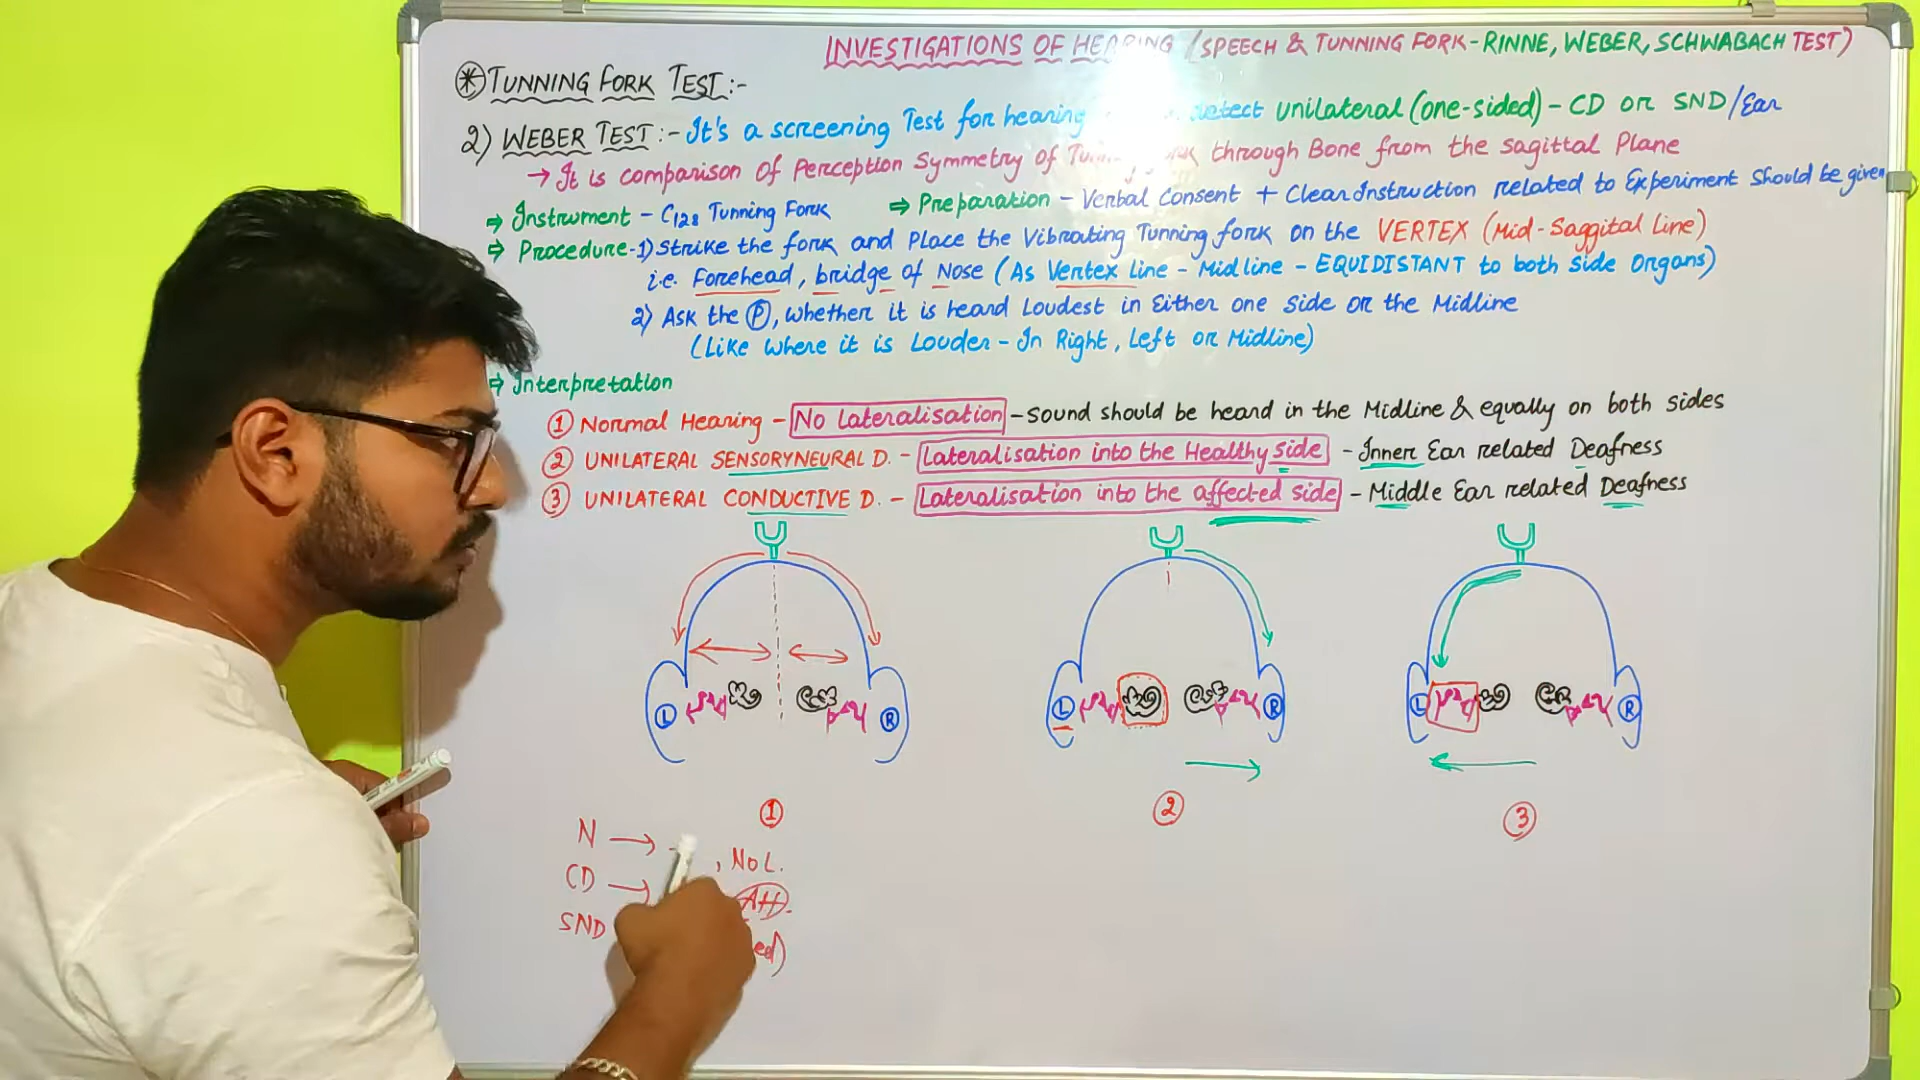 INVESTIGATIONS OF HEARING (SPEECH & TUNNING FORK-RINNE, WEBER, SCHWABACH TEST)
* TUNNING FORK TEST:-
2) WEBER TEST:- It's a screening Test for hearing detect unilateral (one-sided) - CD or SND/Ear
→ It is comparison of Perception Symmetry of through Bone from the sagittal Plane
⇒ Instrument - C128 Tunning Fork ⇒ Preparation - Verbal Consent + Clear Instruction related to Experiment Should be given
⇒ Procedure-1) Strike the fork and Place the Vibrating Tunning fork on the VERTEX (Mid-Saggital Line)
i.e. Forehead, bridge of Nose (As Vertex Line - Midline - EQUIDISTANT to both side Organs)
2) Ask the Ⓟ, whether it is heard Loudest in Either one side or the Midline
(Like where it is Louder - In Right, Left or Midline)
⇒ Interpretation
① Normal Hearing - No Lateralisation - sound should be heard in the Midline & equally on both sides
② UNILATERAL SENSORYNEURAL D. - Lateralisation into the Healthy side - Inner Ear related Deafness
③ UNILATERAL CONDUCTIVE D. - Lateralisation into the affected side - Middle Ear related Deafness
L R L R L R
① ② ③
N → , NO L.
CD → Aff.
SND ed)